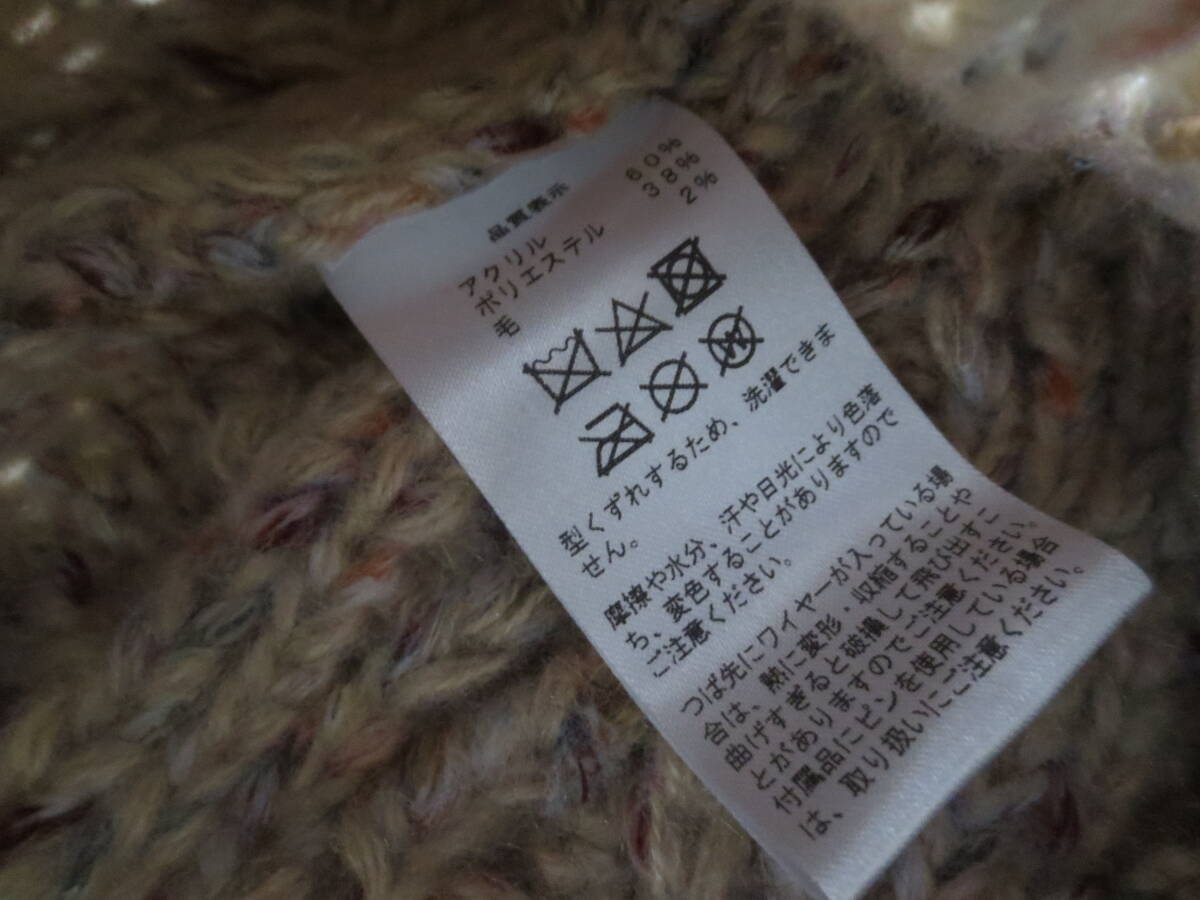 品質表示
アクリル 60%
ポリエステル 38%
毛 2%
型くずれするため、洗濯できま
せん。
摩擦や水分、汗や日光により色落
ち、変色することがありますので
ご注意ください。
つば先にワイヤーが入っている場
合は、熱に変形・収縮することや
曲げすぎると破損して飛び出すこ
とがありますのでご注意ください。
付属品にピンを使用している場合
は、取り扱いにご注意ください。